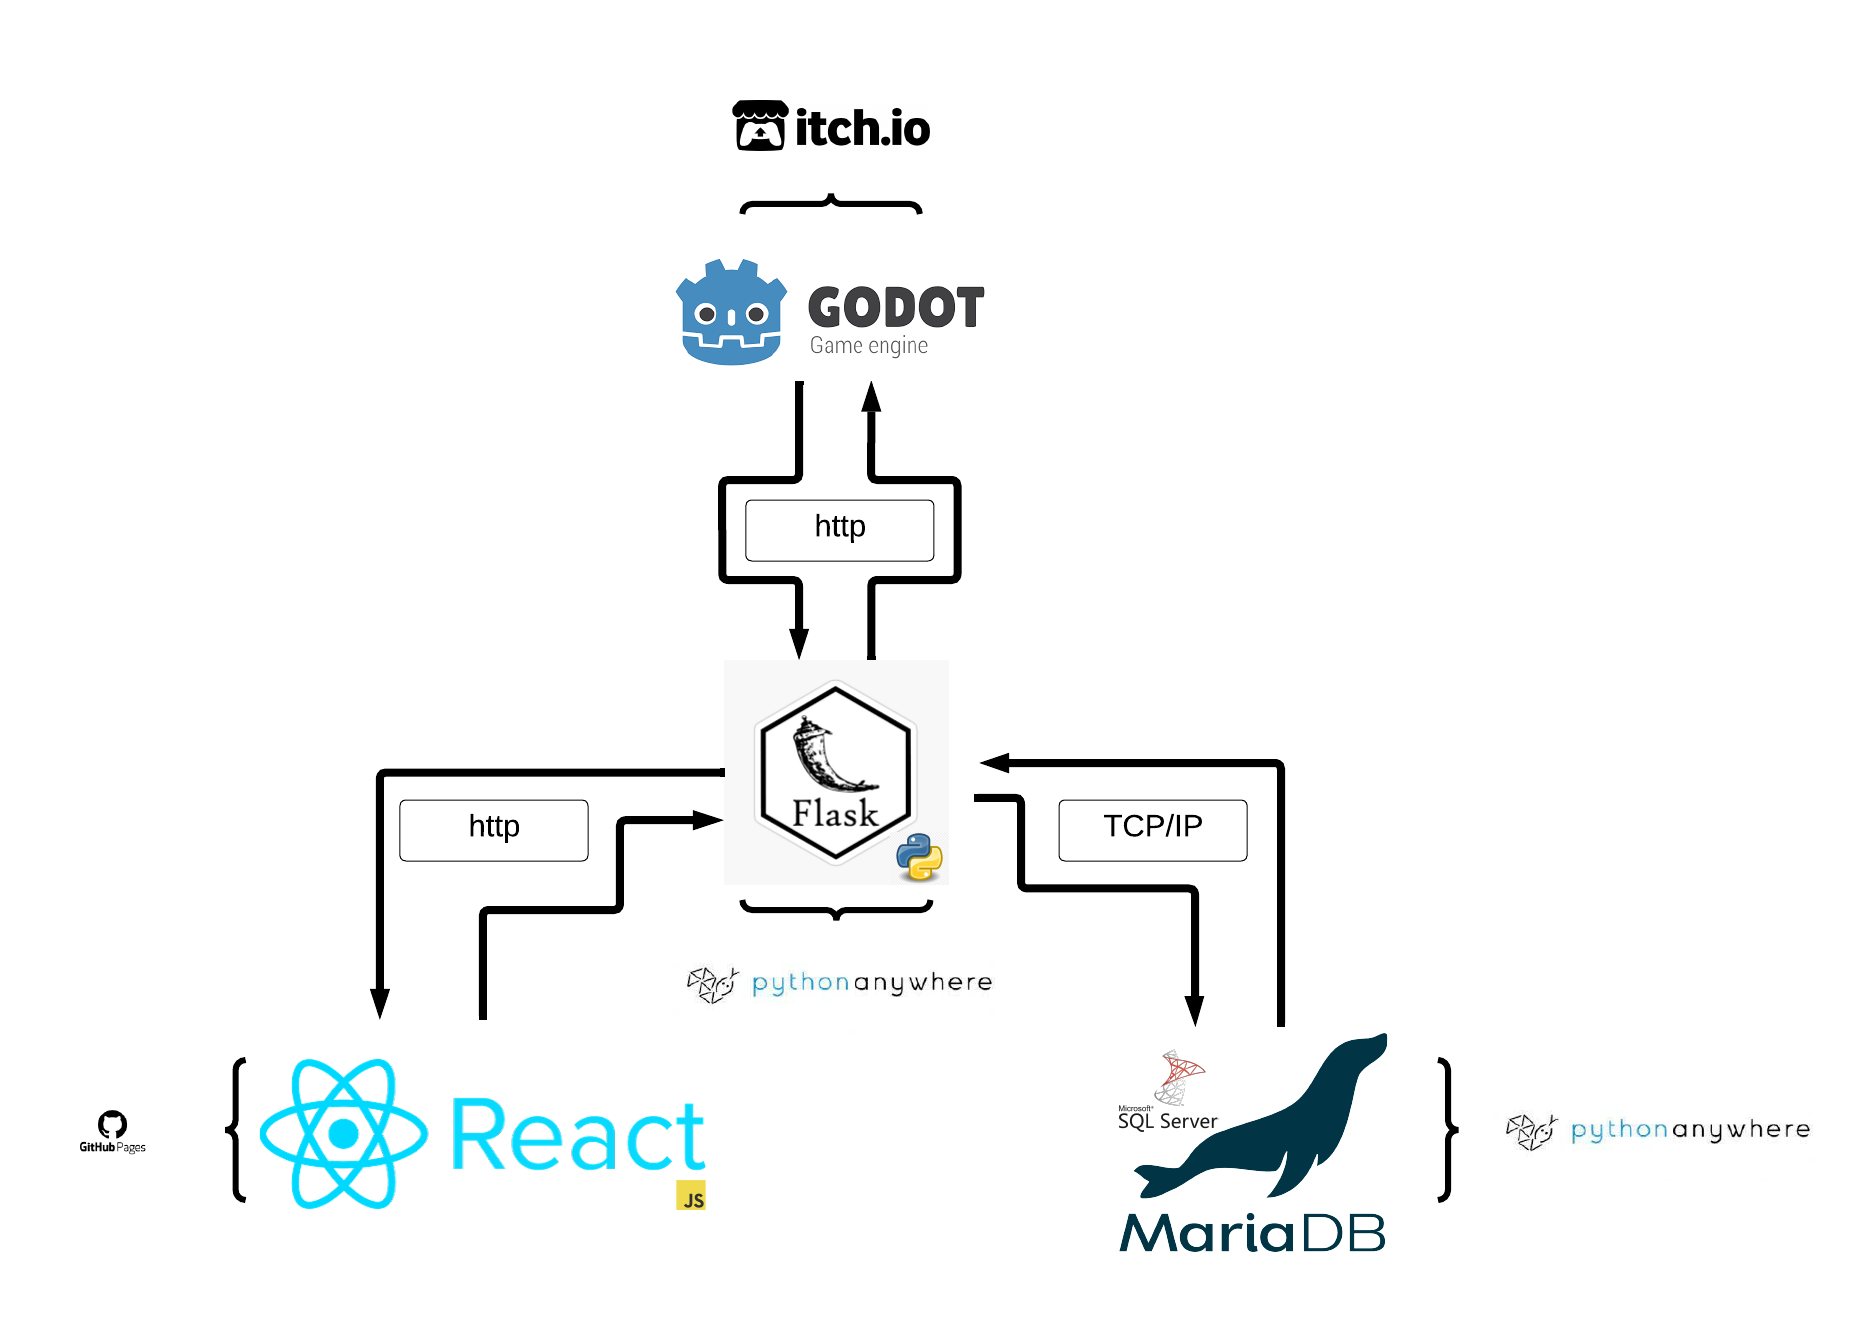 itch.io
GODOT
Game engine
http
Flask
http
TCP/IP
pythonanywhere
React
JS
GitHub Pages
Microsoft®
SQL Server
MariaDB
pythonanywhere